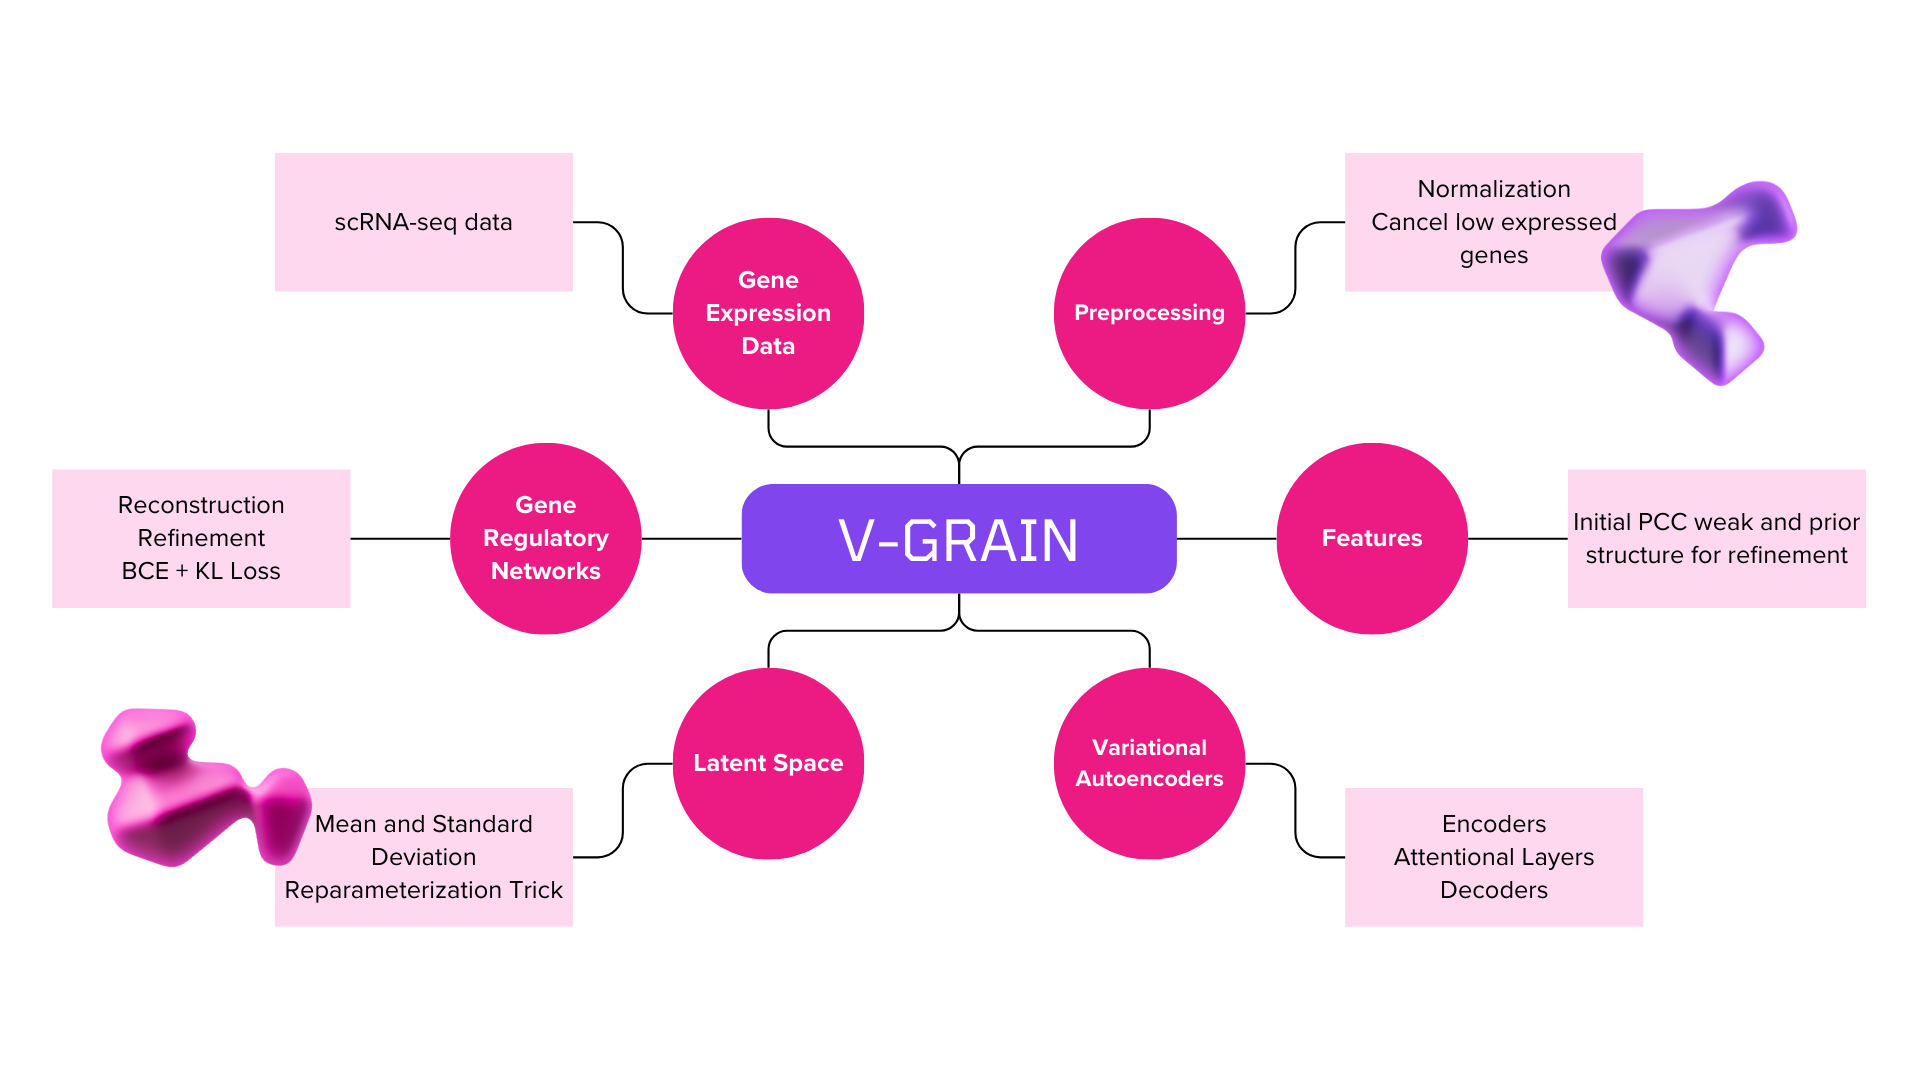 scRNA-seq data
Gene
Expression
Data
Preprocessing
Normalization
Cancel low expressed
genes
Reconstruction
Refinement
BCE + KL Loss
Gene
Regulatory
Networks
V-GRAIN
Features
Initial PCC weak and prior
structure for refinement
Mean and Standard
Deviation
Reparameterization Trick
Latent Space
Variational
Autoencoders
Encoders
Attentional Layers
Decoders